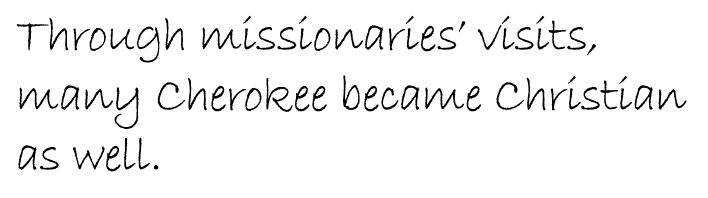 Through missionaries' visits,
many Cherokee became Christian
as well.